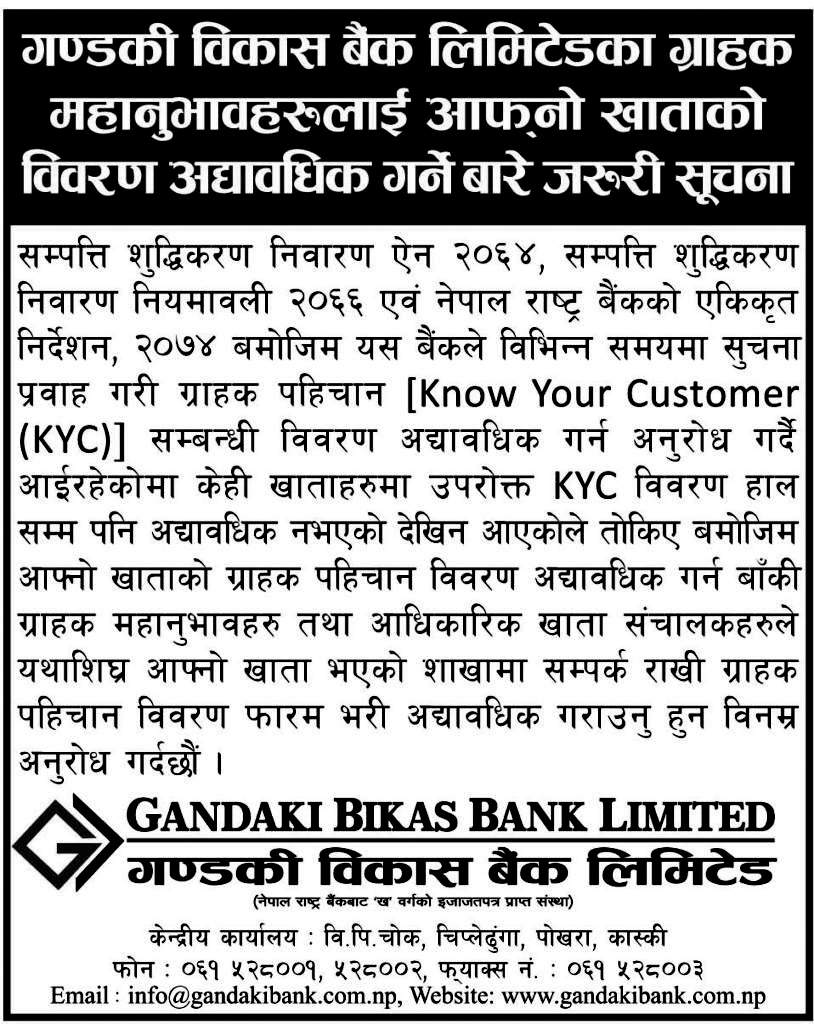 गण्डकी विकास बैंक लिमिटेडका ग्राहक
महानुभावहरुलाई आफ्‌नो खाताको
विवरण अद्यावधिक गर्ने बारे जरुरी सूचना
सम्पत्ति शुद्धिकरण निवारण ऐन २०६४, सम्पत्ति शुद्धिकरण
निवारण नियमावली २०६६ एवं नेपाल राष्ट्र बैंकको एकिकृत
निर्देशन, २०७४ बमोजिम यस बैंकले विभिन्न समयमा सुचना
प्रवाह गरी ग्राहक पहिचान [Know Your Customer
(KYC)] सम्बन्धी विवरण अद्यावधिक गर्न अनुरोध गर्दै
आईरहेकोमा केही खाताहरुमा उपरोक्त KYC विवरण हाल
सम्म पनि अद्यावधिक नभएको देखिन आएकोले तोकिए बमोजिम
आफ्नो खाताको ग्राहक पहिचान विवरण अद्यावधिक गर्न बाँकी
ग्राहक महानुभावहरु तथा आधिकारिक खाता संचालकहरुले
यथाशिघ्र आफ्नो खाता भएको शाखामा सम्पर्क राखी ग्राहक
पहिचान विवरण फारम भरी अद्यावधिक गराउनु हुन विनम्र
अनुरोध गर्दछौं ।
GANDAKI BIKAS BANK LIMITED
गण्डकी विकास बैंक लिमिटेड
(नेपाल राष्ट्र बैंकबाट ‘ख’ वर्गको इजाजतपत्र प्राप्त संस्था)
केन्द्रीय कार्यालय : वि.पि.चोक, चिप्लेढुंगा, पोखरा, कास्की
फोन : ०६१ ५२८००१, ५२८००२, फ्याक्स नं. : ०६१ ५२८००३
Email : info@gandakibank.com.np, Website: www.gandakibank.com.np